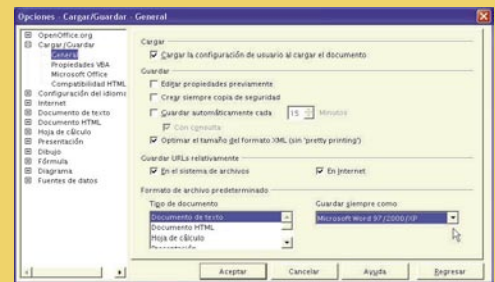 Opciones - Cargar/Guardar - General
OpenOffice.org
Cargar/Guardar
General
Propiedades VBA
Microsoft Office
Compatibilidad HTML
Configuración del idioma
Internet
Documento de texto
Documento HTML
Hoja de cálculo
Presentación
Dibujo
Fórmula
Diagrama
Fuentes de datos
Cargar
Cargar la configuración de usuario al cargar el documento
Guardar
Editar propiedades previamente
Crear siempre copia de seguridad
Guardar automáticamente cada 15 Minutos
Con consulta
Optimar el tamaño del formato XML (sin 'pretty printing')
Guardar URLs relativamente
En el sistema de archivos En Internet
Formato de archivo predeterminado
Tipo de documento Guardar siempre como
Documento de texto Microsoft Word 97/2000/XP
Documento HTML
Hoja de cálculo
Presentación
Aceptar Cancelar Ayuda Regresar